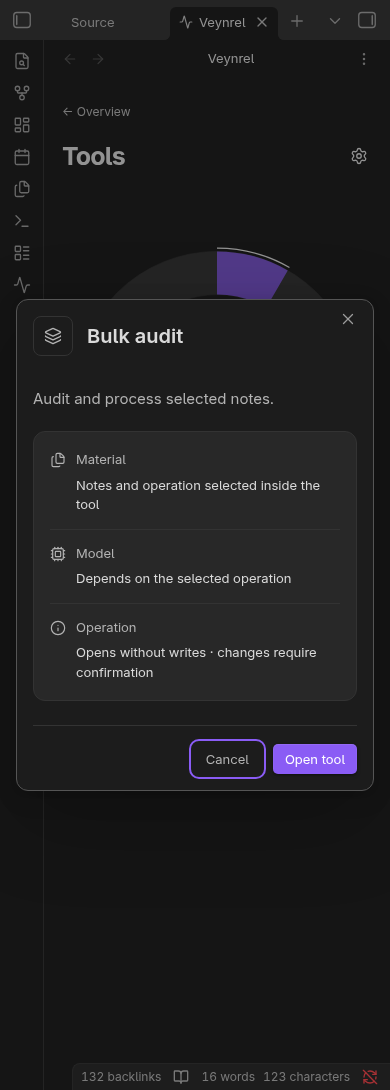 Source
Veynrel
Veynrel
← Overview
Tools
Bulk audit
Audit and process selected notes.
Material
Notes and operation selected inside the
tool
Model
Depends on the selected operation
Operation
Opens without writes · changes require
confirmation
Cancel
Open tool
132 backlinks
16 words
123 characters